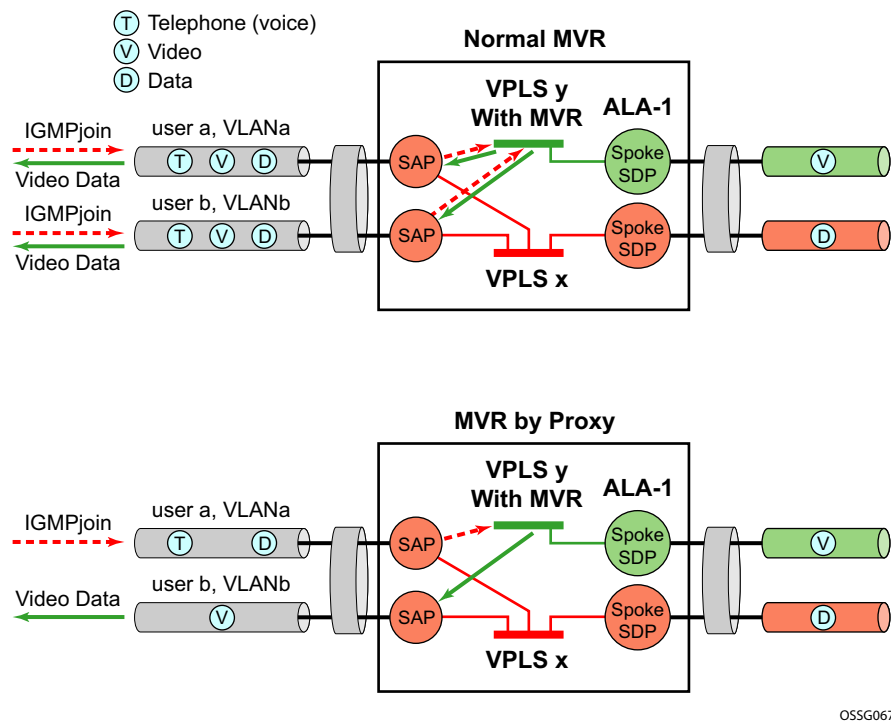 T Telephone (voice)
V Video
D Data
Normal MVR
VPLS y
With MVR
ALA-1
IGMPjoin
user a, VLANa
T V D
SAP
Spoke
SDP
V
Video Data
IGMPjoin
user b, VLANb
T V D
SAP
Spoke
SDP
D
Video Data
VPLS x
MVR by Proxy
VPLS y
With MVR
ALA-1
IGMPjoin
user a, VLANa
T D
SAP
Spoke
SDP
V
Video Data
user b, VLANb
V
SAP
Spoke
SDP
D
VPLS x